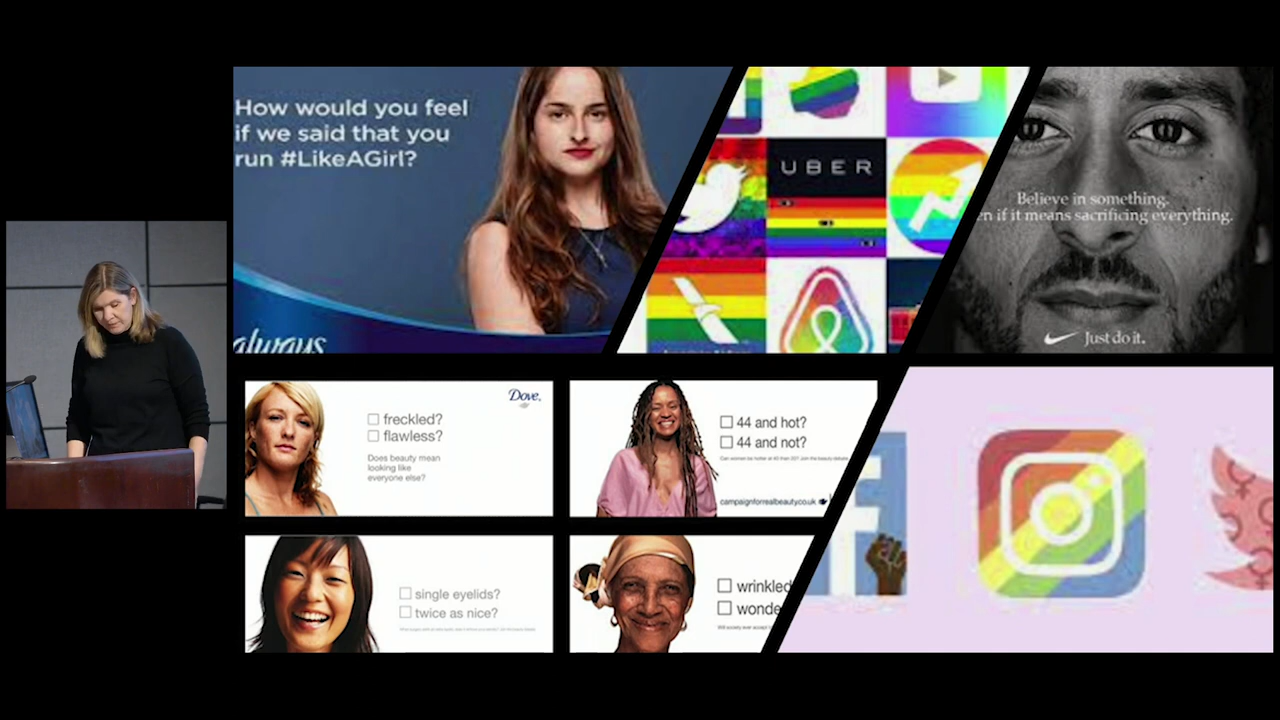 How would you feel
if we said that you
run #LikeAGirl?
always
UBER
Believe in something.
en if it means sacrificing everything.
Just do it.
Dove
freckled?
flawless?
Does beauty mean
looking like
everyone else?
44 and hot?
44 and not?
campaignforrealbeauty.co.uk
single eyelids?
twice as nice?
wrinkled
wonde
f